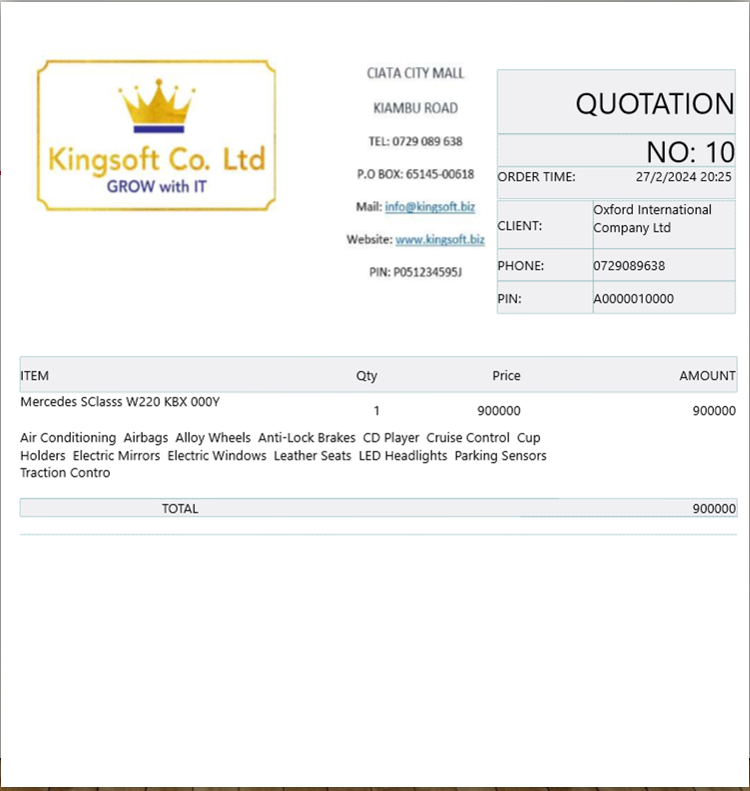 Kingsoft Co. Ltd
GROW with IT
CIATA CITY MALL
KIAMBU ROAD
TEL: 0729 089 638
P.O BOX: 65145-00618
Mail: info@kingsoft.biz
Website: www.kingsoft.biz
PIN: P051234595J
QUOTATION
NO: 10
ORDER TIME: 27/2/2024 20:25
CLIENT: Oxford International
Company Ltd
PHONE: 0729089638
PIN: A0000010000
ITEM Qty Price AMOUNT
Mercedes SClasss W220 KBX 000Y
1 900000 900000
Air Conditioning Airbags Alloy Wheels Anti-Lock Brakes CD Player Cruise Control Cup
Holders Electric Mirrors Electric Windows Leather Seats LED Headlights Parking Sensors
Traction Contro
TOTAL 900000